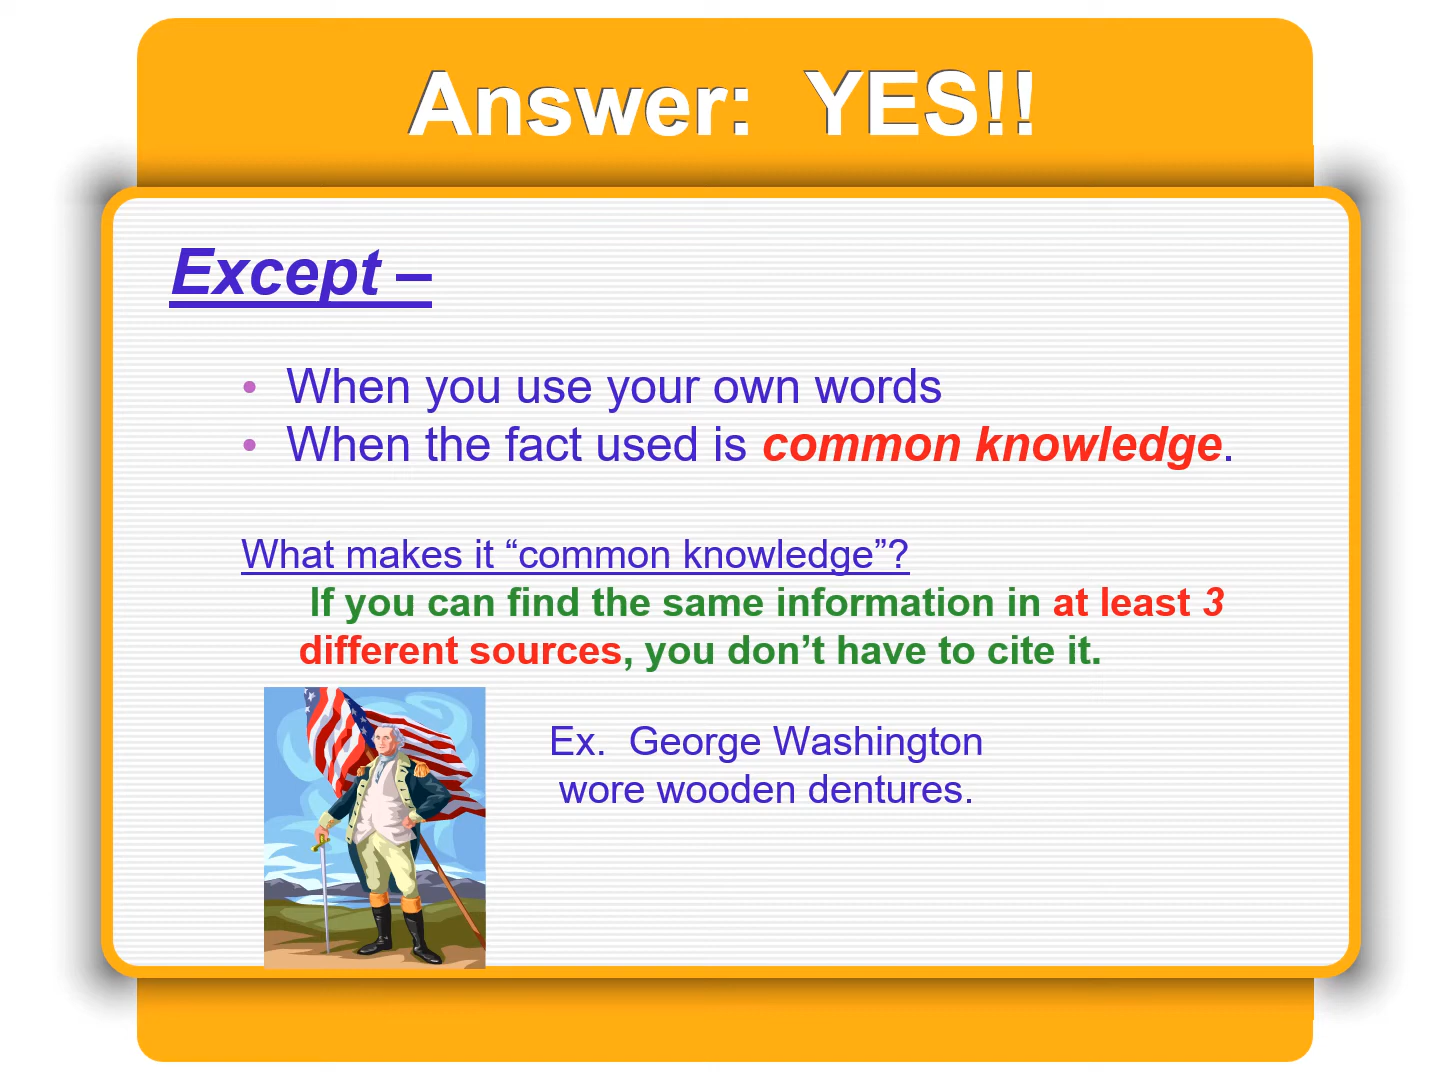 Answer:  YES!!
Except –
• When you use your own words
• When the fact used is common knowledge.
What makes it “common knowledge”?
If you can find the same information in at least 3
different sources, you don’t have to cite it.
Ex.  George Washington
wore wooden dentures.